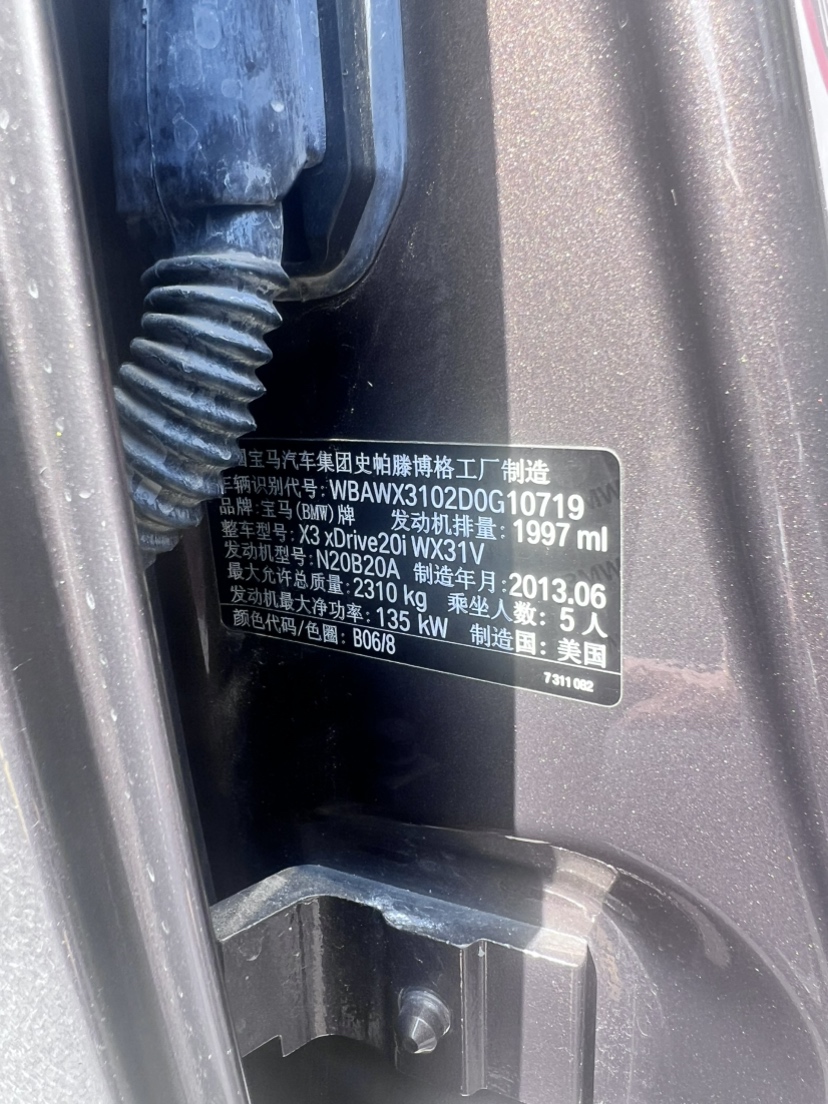 国宝马汽车集团史帕滕博格工厂制造
车辆识别代号: WBAWX3102D0G10719
品牌: 宝马(BMW)牌 发动机排量: 1997 ml
整车型号: X3 xDrive20i WX31V
发动机型号: N20B20A 制造年月: 2013.06
最大允许总质量: 2310 kg 乘坐人数: 5 人
发动机最大净功率: 135 kW 制造国: 美国
颜色代码/色圈: B06/8
7 311 082